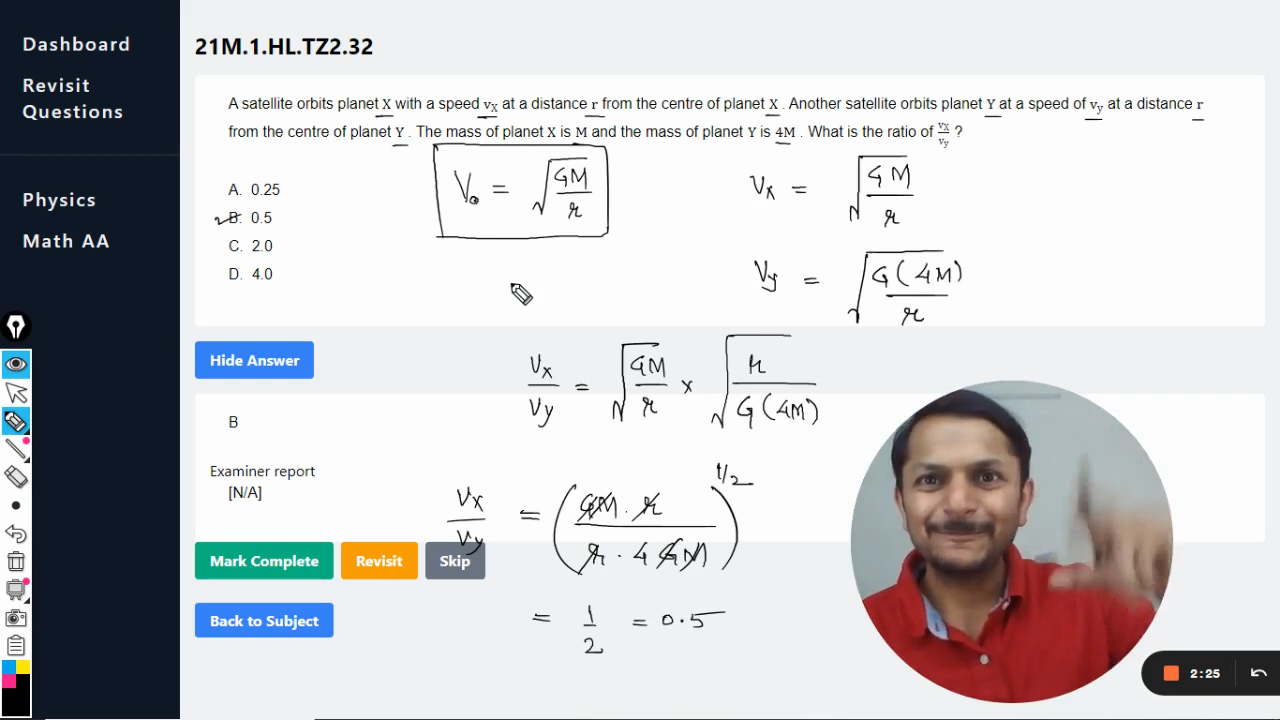 Dashboard
Revisit
Questions
Physics
Math AA
21M.1.HL.TZ2.32
A satellite orbits planet X with a speed vX at a distance r from the centre of planet X . Another satellite orbits planet Y at a speed of vy at a distance r
from the centre of planet Y . The mass of planet X is M and the mass of planet Y is 4M . What is the ratio of vX/vy ?
A. 0.25
B. 0.5
C. 2.0
D. 4.0
V₀ = √(GM/r)
Vx = √(GM/r)
Vy = √(G(4M)/r)
Hide Answer
Vx/Vy = √(GM/r) × √(r/G(4M))
B
Examiner report
[N/A]
Vx/Vy = (GM · r / r · 4 GM)^1/2
Mark Complete
Revisit
Skip
= 1/2 = 0.5
Back to Subject
2:25